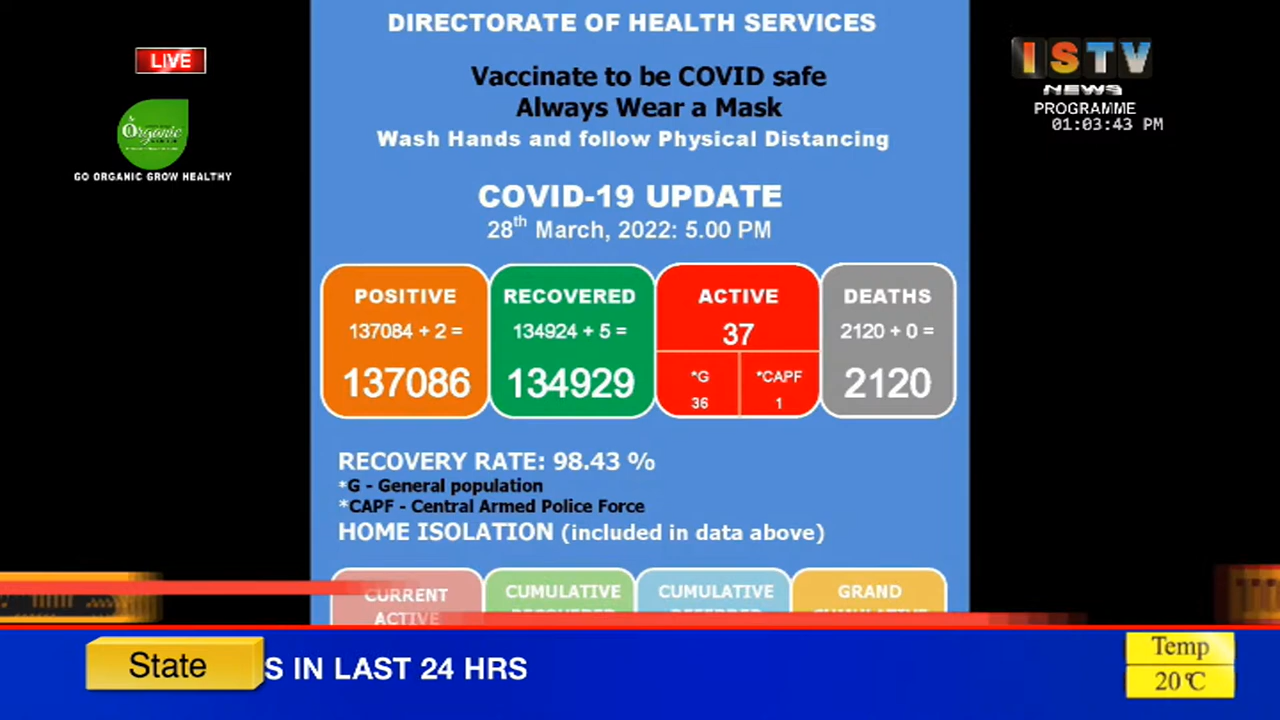 DIRECTORATE OF HEALTH SERVICES
LIVE
ISTV
NEWS
PROGRAMME
01:03:43 PM
Vaccinate to be COVID safe
Always Wear a Mask
Wash Hands and follow Physical Distancing
Organic
GO ORGANIC GROW HEALTHY
COVID-19 UPDATE
28th March, 2022: 5.00 PM
POSITIVE
137084 + 2 =
137086
RECOVERED
134924 + 5 =
134929
ACTIVE
37
*G
36
*CAPF
1
DEATHS
2120 + 0 =
2120
RECOVERY RATE: 98.43 %
*G - General population
*CAPF - Central Armed Police Force
HOME ISOLATION (included in data above)
CURRENT
ACTIVE
CUMULATIVE
RECOVERED
CUMULATIVE
REFERRED
GRAND
CUMULATIVE
State
S IN LAST 24 HRS
Temp
20°C